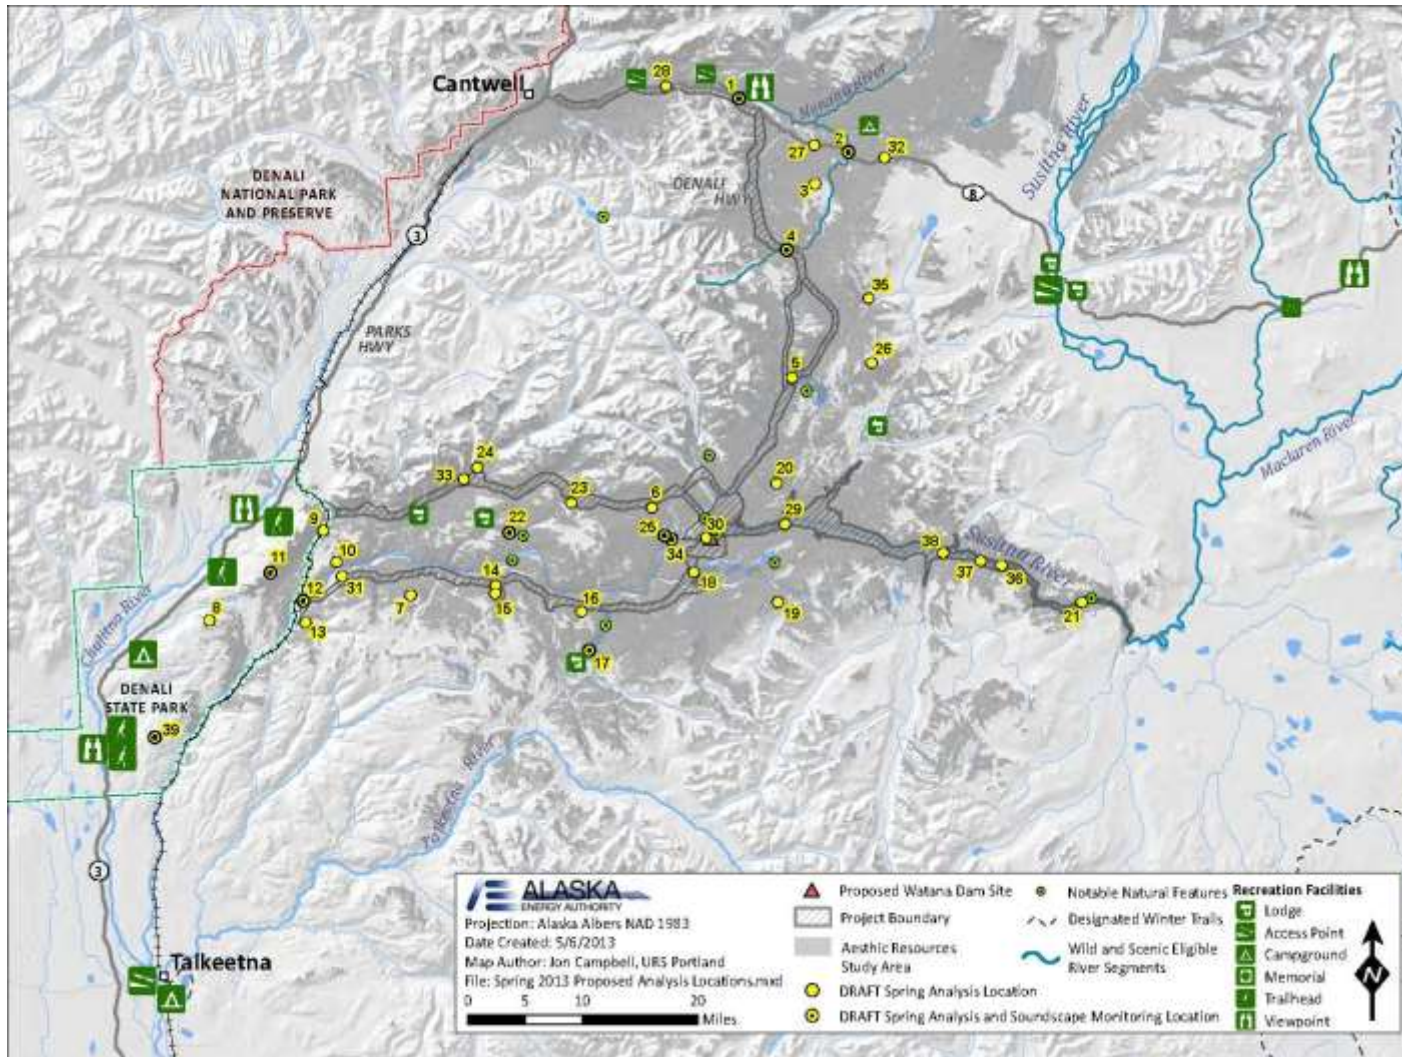 Cantwell
28
1
Nenana River
27
2
32
3
DENALI
NATIONAL PARK
AND PRESERVE
DENALI
HWY
8
Susitna River
Susitna River
3
4
35
PARKS
HWY
26
5
Maclaren River
24
33
20
23
6
29
9
22
25
30
34
38
Susitna River
37
36
11
10
12
31
14
18
7
15
16
19
21
8
13
17
Chulitna River
DENALI
STATE PARK
39
Talkeetna River
3
Talkeetna
ALASKA
ENERGY AUTHORITY
Projection: Alaska Albers NAD 1983
Date Created: 5/6/2013
Map Author: Jon Campbell, URS Portland
File: Spring 2013 Proposed Analysis Locations.mxd
0 10 20
Miles
Proposed Watana Dam Site
Project Boundary
Aesthic Resources
Study Area
DRAFT Spring Analysis Location
DRAFT Spring Analysis and Soundscape Monitoring Location
Notable Natural Features
Designated Winter Trails
Wild and Scenic Eligible
River Segments
Recreation Facilities
Lodge
Access Point
Campground
Memorial
Trailhead
Viewpoint
N